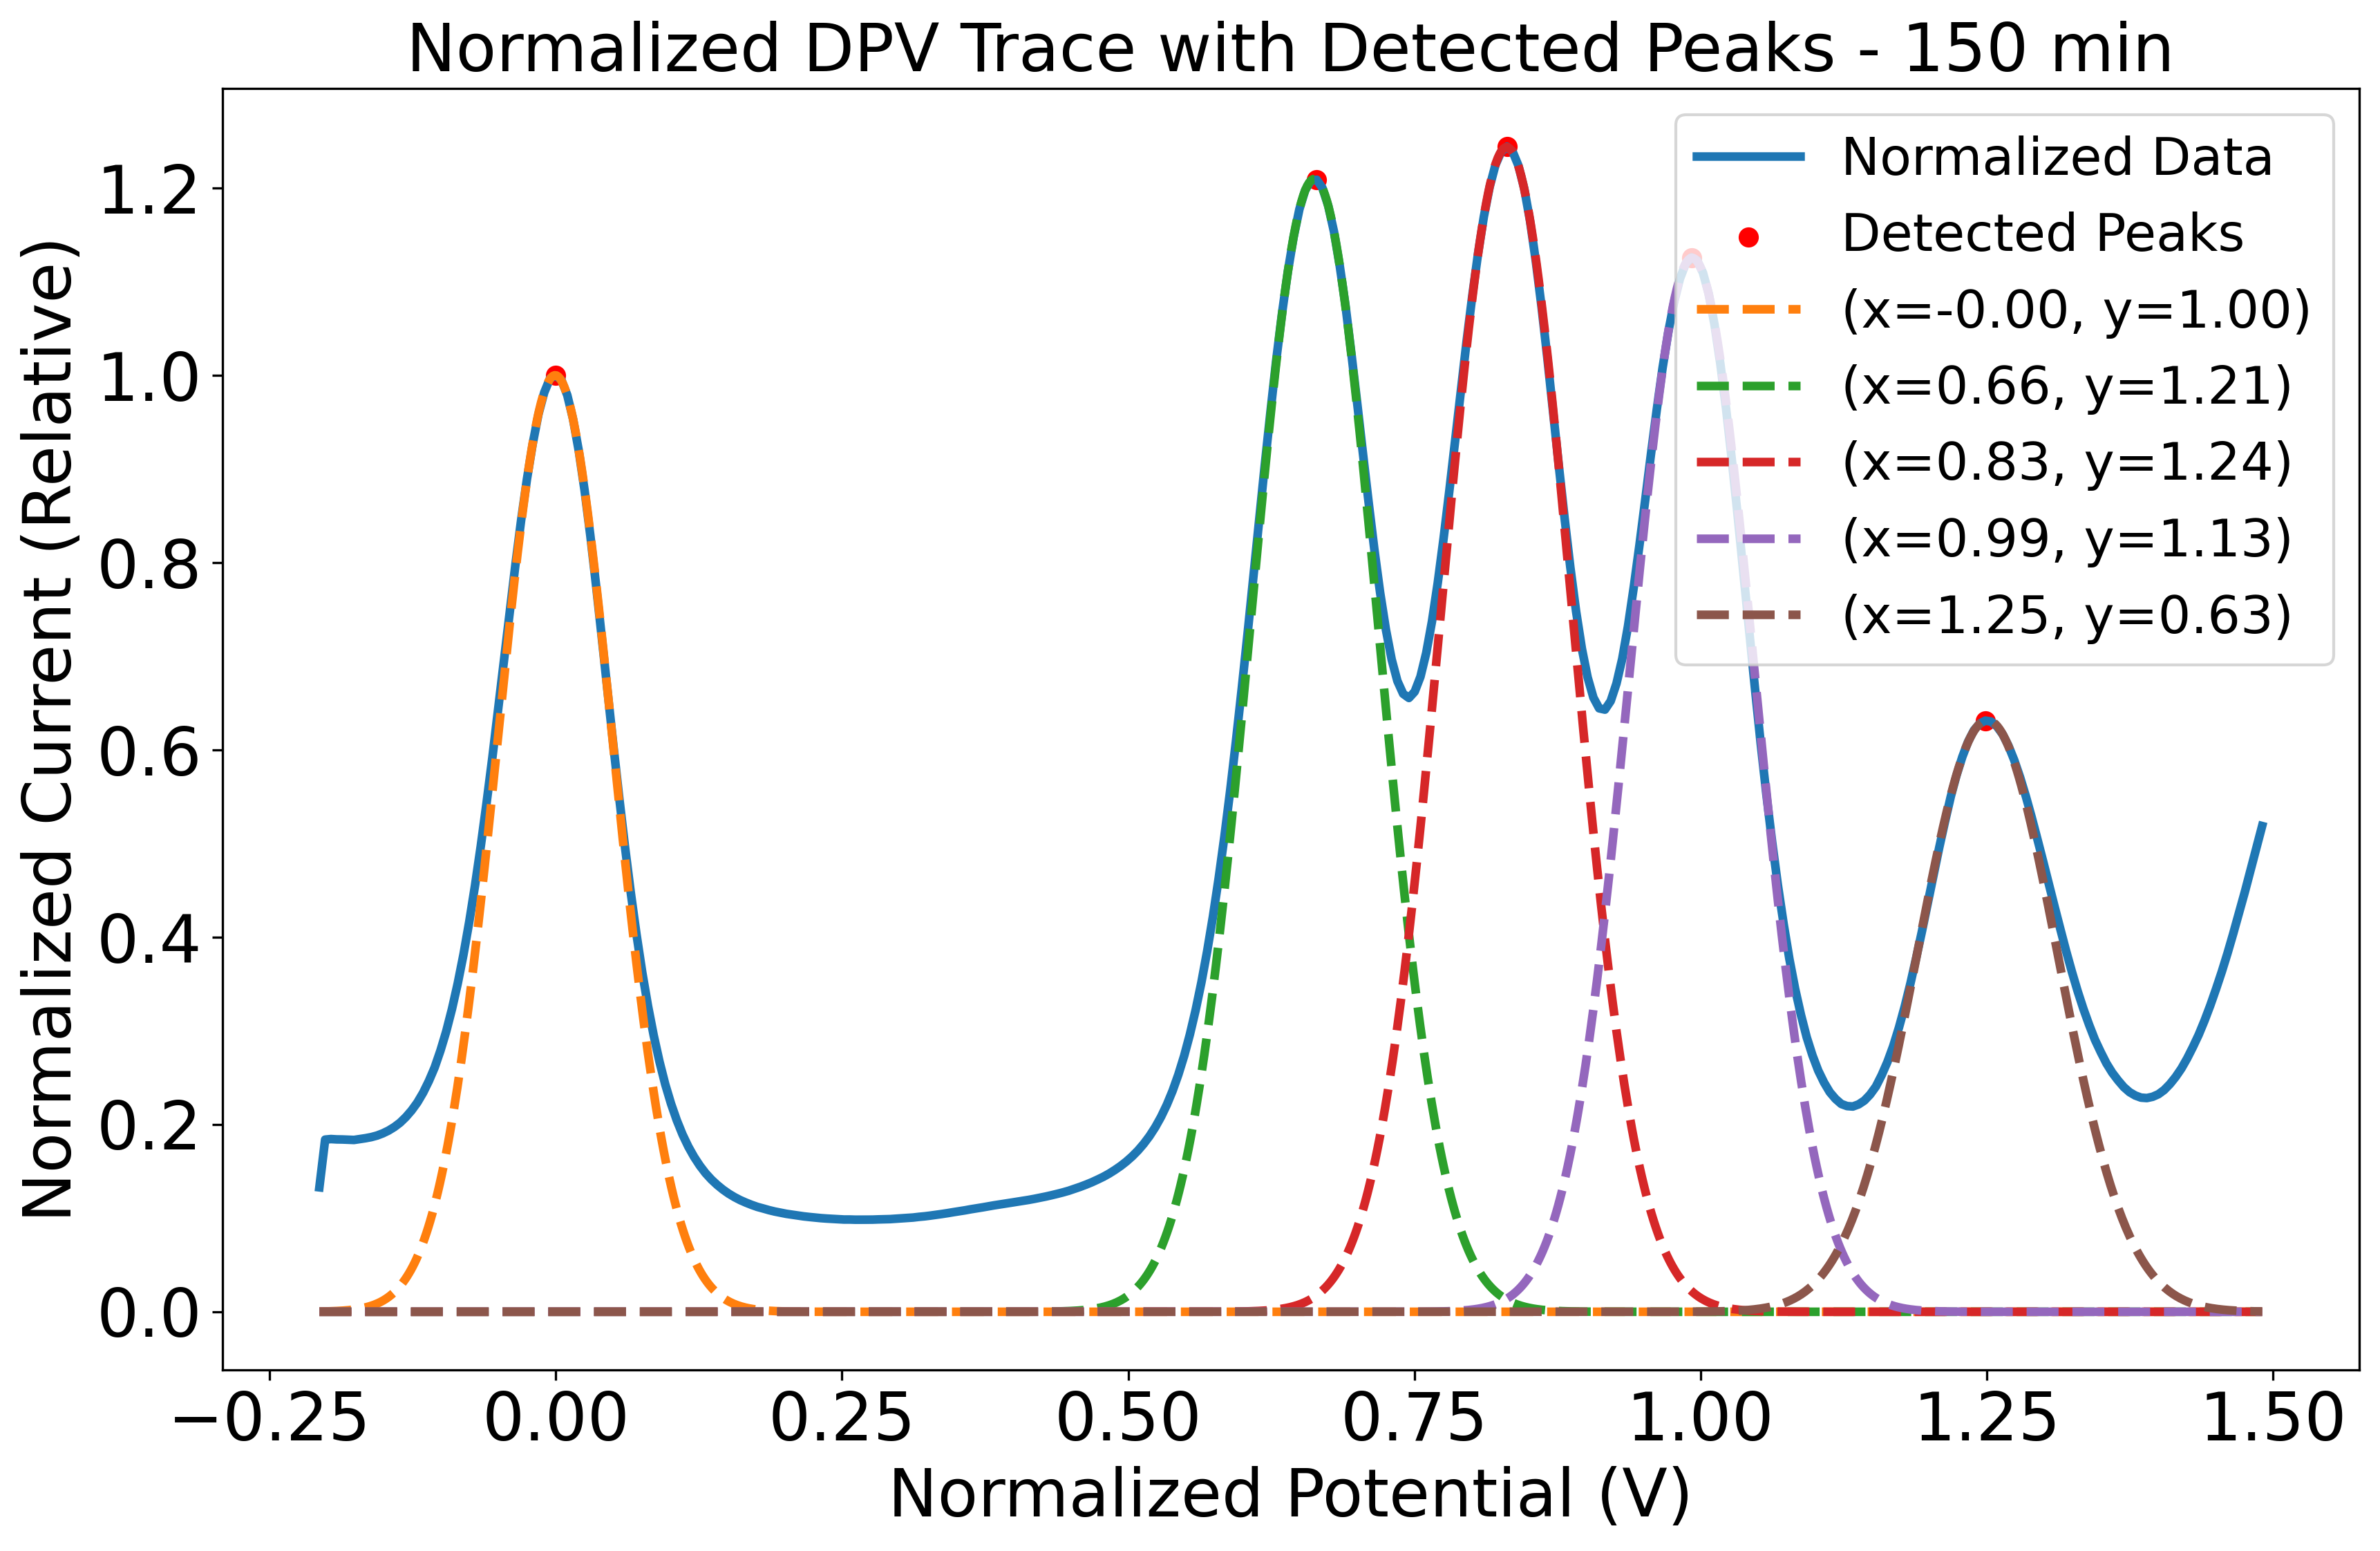 Normalized DPV Trace with Detected Peaks - 150 min
Normalized Current (Relative)
1.2
1.0
0.8
0.6
0.4
0.2
0.0
Normalized Data
Detected Peaks
(x=-0.00, y=1.00)
(x=0.66, y=1.21)
(x=0.83, y=1.24)
(x=0.99, y=1.13)
(x=1.25, y=0.63)
−0.25 0.00 0.25 0.50 0.75 1.00 1.25 1.50
Normalized Potential (V)